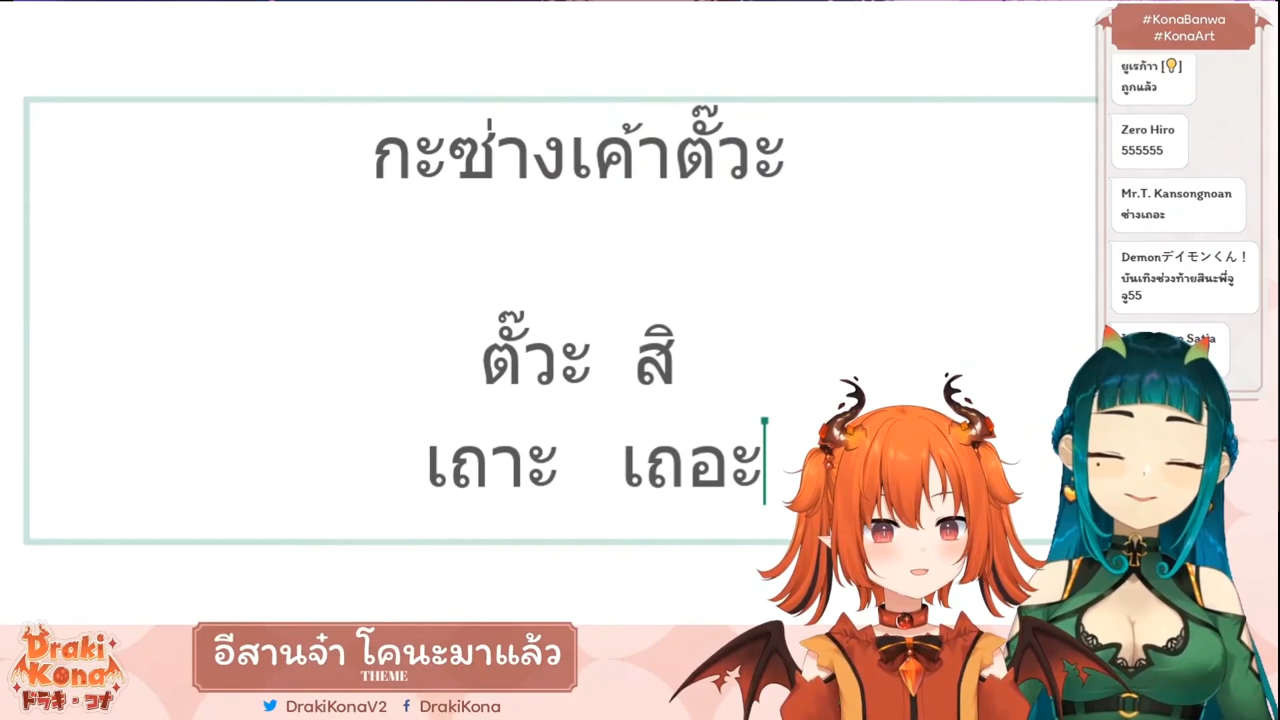 กะซ่างเค้าตั๊วะ
ตั๊วะ สิ
เถาะ เถอะ
#KonaBanwa
#KonaArt
ยูเรก้าา [💡]
ถูกแล้ว
Zero Hiro
555555
Mr.T. Kansongnoan
ซ่างเถอะ
Demonデイモンくん！
บันเทิงช่วงท้ายสินะพี่จู
จู55
Satja
Draki
Kona
ドラキ・コナ
อีสานจ๋า โคนะมาแล้ว
THEME
DrakiKonaV2 DrakiKona